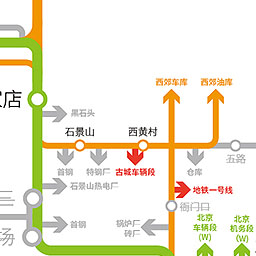 西郊车库
西郊油库
店
黑石头
石景山
西黄村
五路
首钢
特钢厂
古城车辆段
仓库
石景山热电厂
地铁一号线
衙门口
首钢
锅炉厂
砖厂
北京
车辆段
(W)
北京
机务段
(W)
场